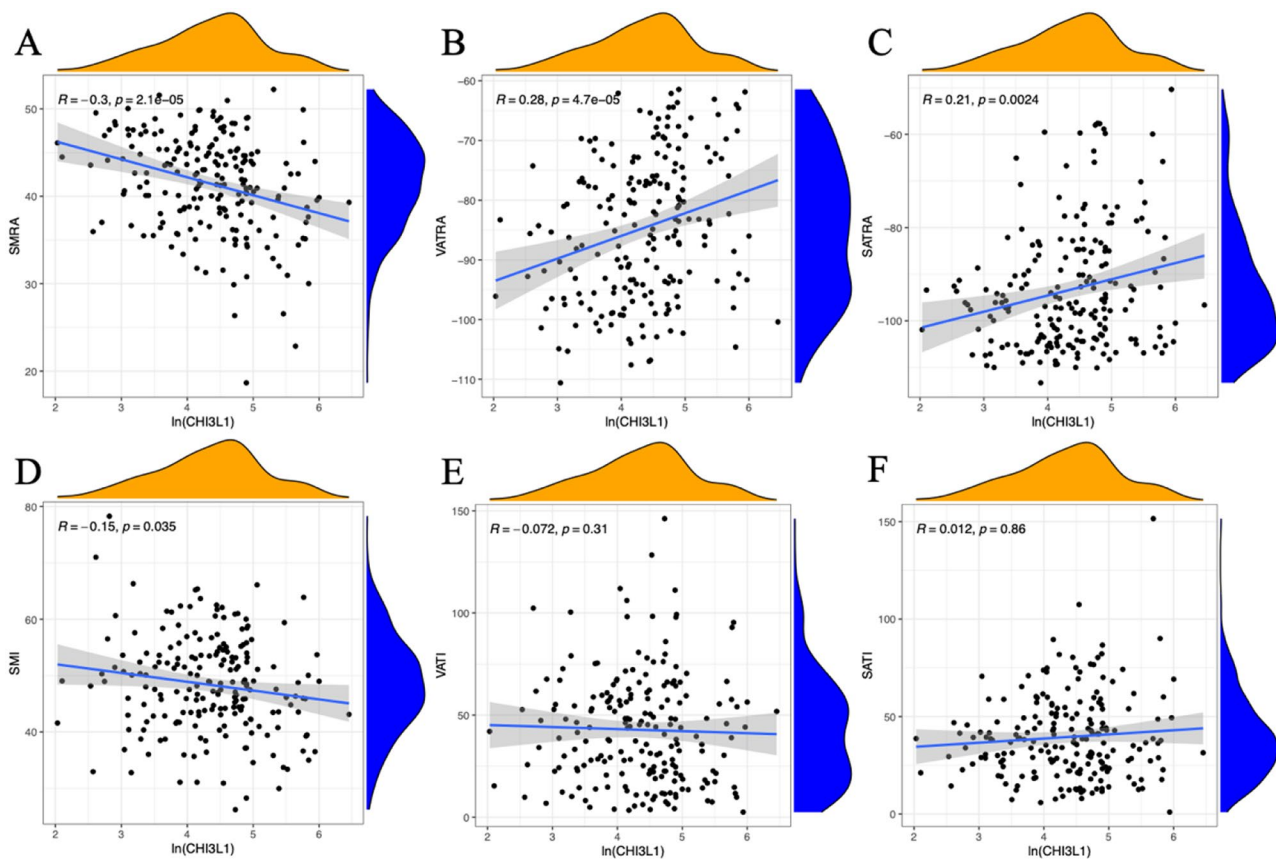 A
R = −0.3, p = 2.1e−05
50
40
30
20
SMRA
2 3 4 5 6
ln(CHI3L1)
B
R = 0.28, p = 4.7e−05
−60
−70
−80
−90
−100
−110
VATRA
2 3 4 5 6
ln(CHI3L1)
C
R = 0.21, p = 0.0024
−60
−80
−100
SATRA
2 3 4 5 6
ln(CHI3L1)
D
R = −0.15, p = 0.035
80
60
40
SMI
2 3 4 5 6
ln(CHI3L1)
E
R = −0.072, p = 0.31
150
100
50
0
VATI
2 3 4 5 6
ln(CHI3L1)
F
R = 0.012, p = 0.86
150
100
50
0
SATI
2 3 4 5 6
ln(CHI3L1)